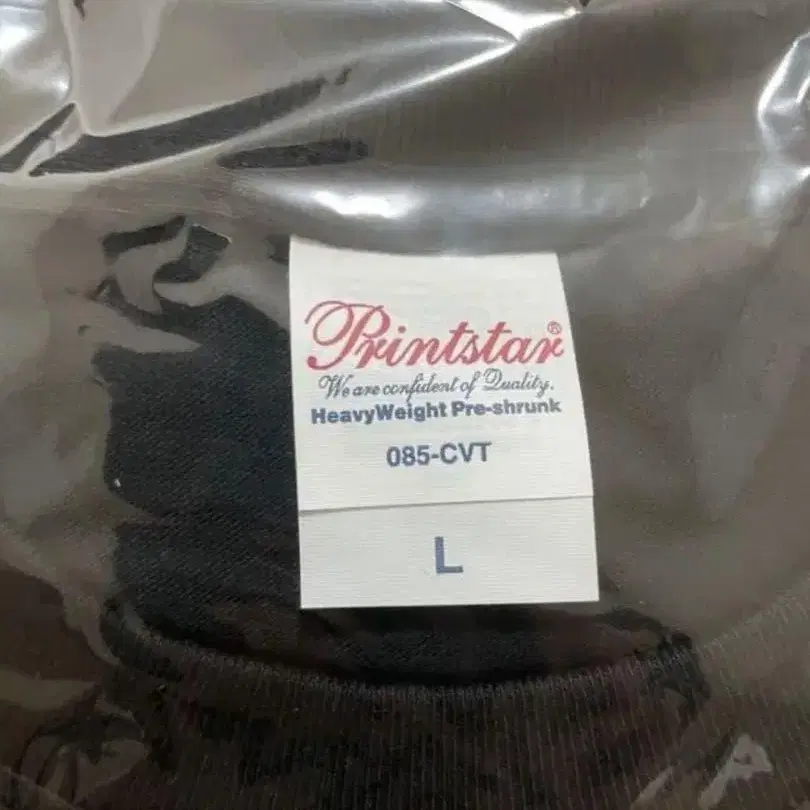 Printstar®
We are confident of Quality.
HeavyWeight Pre-shrunk
085-CVT
L